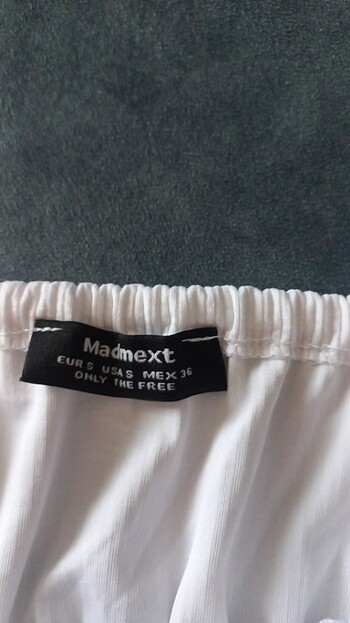 Madmext
EUR S USA S MEX 36
ONLY THE FREE